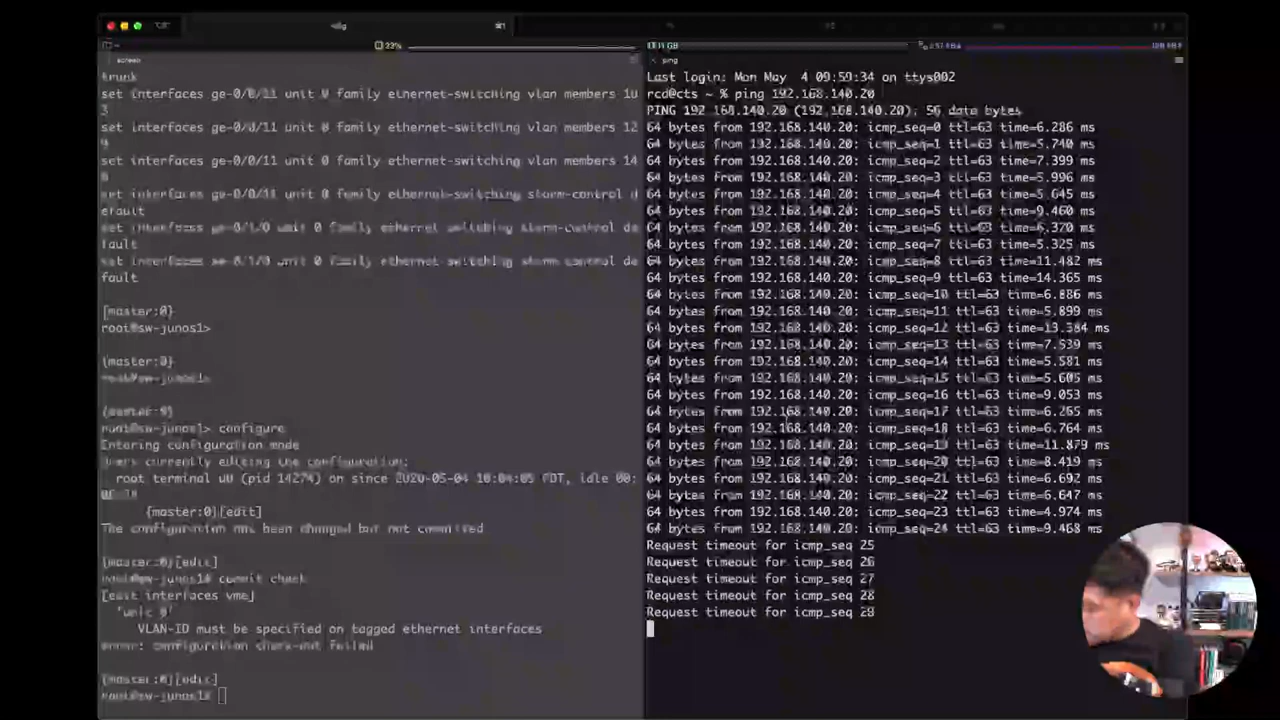 23%
screen
trunk
set interfaces ge-0/0/11 unit 0 family ethernet-switching vlan members 10
3
set interfaces ge-0/0/11 unit 0 family ethernet-switching vlan members 12
set interfaces ge-0/0/11 unit 0 family ethernet-switching vlan members 14
0
set interfaces ge-0/0/11 unit 0 family ethernet-switching storm-control d
efault
set interfaces ge-0/1/0 unit 0 family ethernet-switching storm-control de
fault
set interfaces unit 0 family ethernet-switching storm-control de
fault
{master:0}
root@sw-junos1>
{master:0}
root@sw-junos1>
{master:0}
root@sw-junos1> configure
Entering configuration mode
Users currently editing the configuration:
root terminal u0 (pid 14274) on since 2020-05-04 10:04:05 PDT, idle 00:
{master:0}[edit]
The configuration has been changed but not committed
{master:0}[edit]
root@sw-junos1# commit check
[edit interfaces vme]
'unit 0'
VLAN-ID must be specified on tagged ethernet interfaces
error: configuration check-out failed
{master:0}[edit]
root@sw-junos1#
GB
ping
Last login: Mon May 4 09:59:34 on ttys002
rcd@cts ~ % ping 192.168.140.20
PING 192.168.140.20 (192.168.140.20): 56 data bytes
64 bytes from 192.168.140.20: icmp_seq=0 ttl=63 time=6.286 ms
64 bytes from 192.168.140.20: icmp_seq=1 ttl=63 time=5.740 ms
64 bytes from 192.168.140.20: icmp_seq=2 ttl=63 time=7.399 ms
64 bytes from 192.168.140.20: icmp_seq=3 ttl=63 time=5.996 ms
64 bytes from 192.168.140.20: icmp_seq=4 ttl=63 time=5.645 ms
64 bytes from 192.168.140.20: icmp_seq=5 ttl=63 time=9.460 ms
64 bytes from 192.168.140.20: icmp_seq=6 ttl=63 time=6.370 ms
64 bytes from 192.168.140.20: icmp_seq=7 ttl=63 time=5.325 ms
64 bytes from 192.168.140.20: icmp_seq=8 ttl=63 time=11.482 ms
64 bytes from 192.168.140.20: icmp_seq=9 ttl=63 time=14.365 ms
64 bytes from 192.168.140.20: icmp_seq=10 ttl=63 time=6.886 ms
64 bytes from 192.168.140.20: icmp_seq=11 ttl=63 time=5.899 ms
64 bytes from 192.168.140.20: icmp_seq=12 ttl=63 time=13.384 ms
64 bytes from 192.168.140.20: icmp_seq=13 ttl=63 time=7.539 ms
64 bytes from 192.168.140.20: icmp_seq=14 ttl=63 time=5.581 ms
64 bytes from 192.168.140.20: icmp_seq=15 ttl=63 time=5.605 ms
64 bytes from 192.168.140.20: icmp_seq=16 ttl=63 time=9.053 ms
64 bytes from 192.168.140.20: icmp_seq=17 ttl=63 time=6.265 ms
64 bytes from 192.168.140.20: icmp_seq=18 ttl=63 time=6.764 ms
64 bytes from 192.168.140.20: icmp_seq=19 ttl=63 time=11.879 ms
64 bytes from 192.168.140.20: icmp_seq=20 ttl=63 time=8.419 ms
64 bytes from 192.168.140.20: icmp_seq=21 ttl=63 time=6.692 ms
64 bytes from 192.168.140.20: icmp_seq=22 ttl=63 time=6.647 ms
64 bytes from 192.168.140.20: icmp_seq=23 ttl=63 time=4.974 ms
64 bytes from 192.168.140.20: icmp_seq=24 ttl=63 time=9.468 ms
Request timeout for icmp_seq 25
Request timeout for icmp_seq 26
Request timeout for icmp_seq 27
Request timeout for icmp_seq 28
Request timeout for icmp_seq